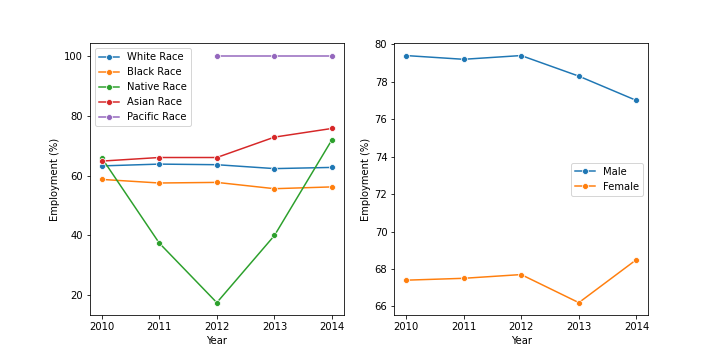 Employment (%)
100
80
60
40
20
White Race
Black Race
Native Race
Asian Race
Pacific Race
2010 2011 2012 2013 2014
Year
Employment (%)
80
78
76
74
72
70
68
66
Male
Female
2010 2011 2012 2013 2014
Year